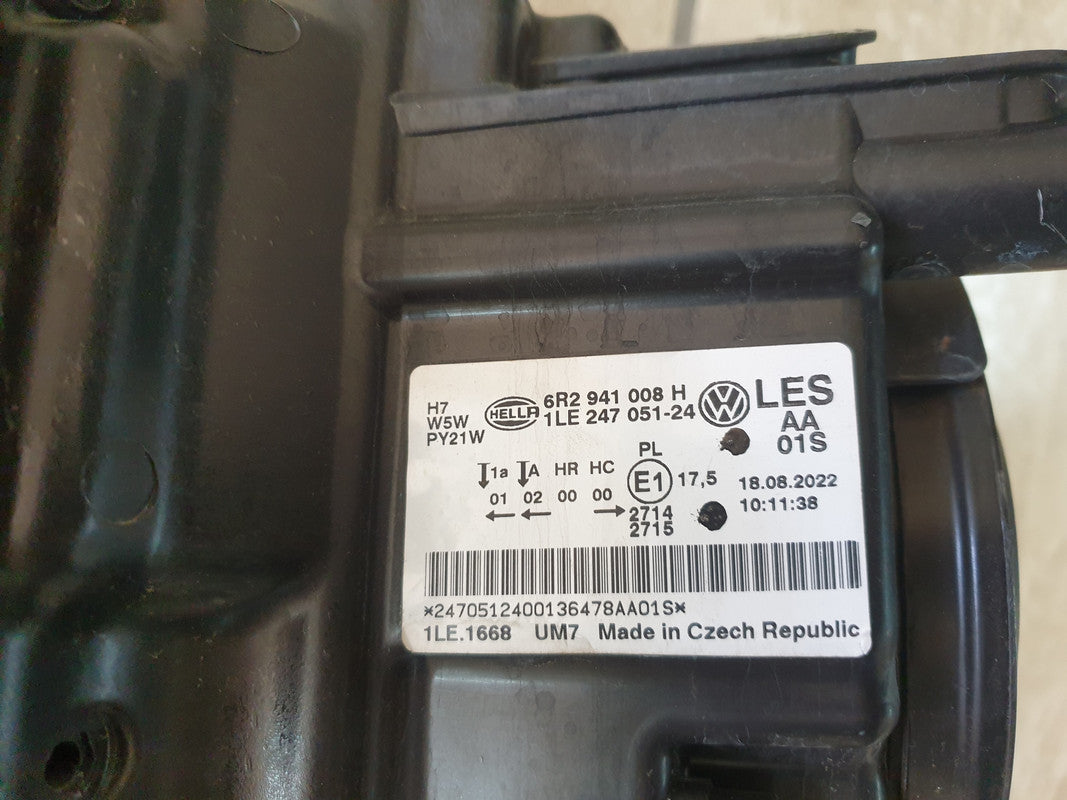 H7
W5W
PY21W
HELLA
6R2 941 008 H
1LE 247 051-24
LES
AA
01S
1a A HR HC
01 02 00 00
PL
E1
17,5
2714
2715
18.08.2022
10:11:38
*2470512400136478AA01S*
1LE.1668 UM7 Made in Czech Republic